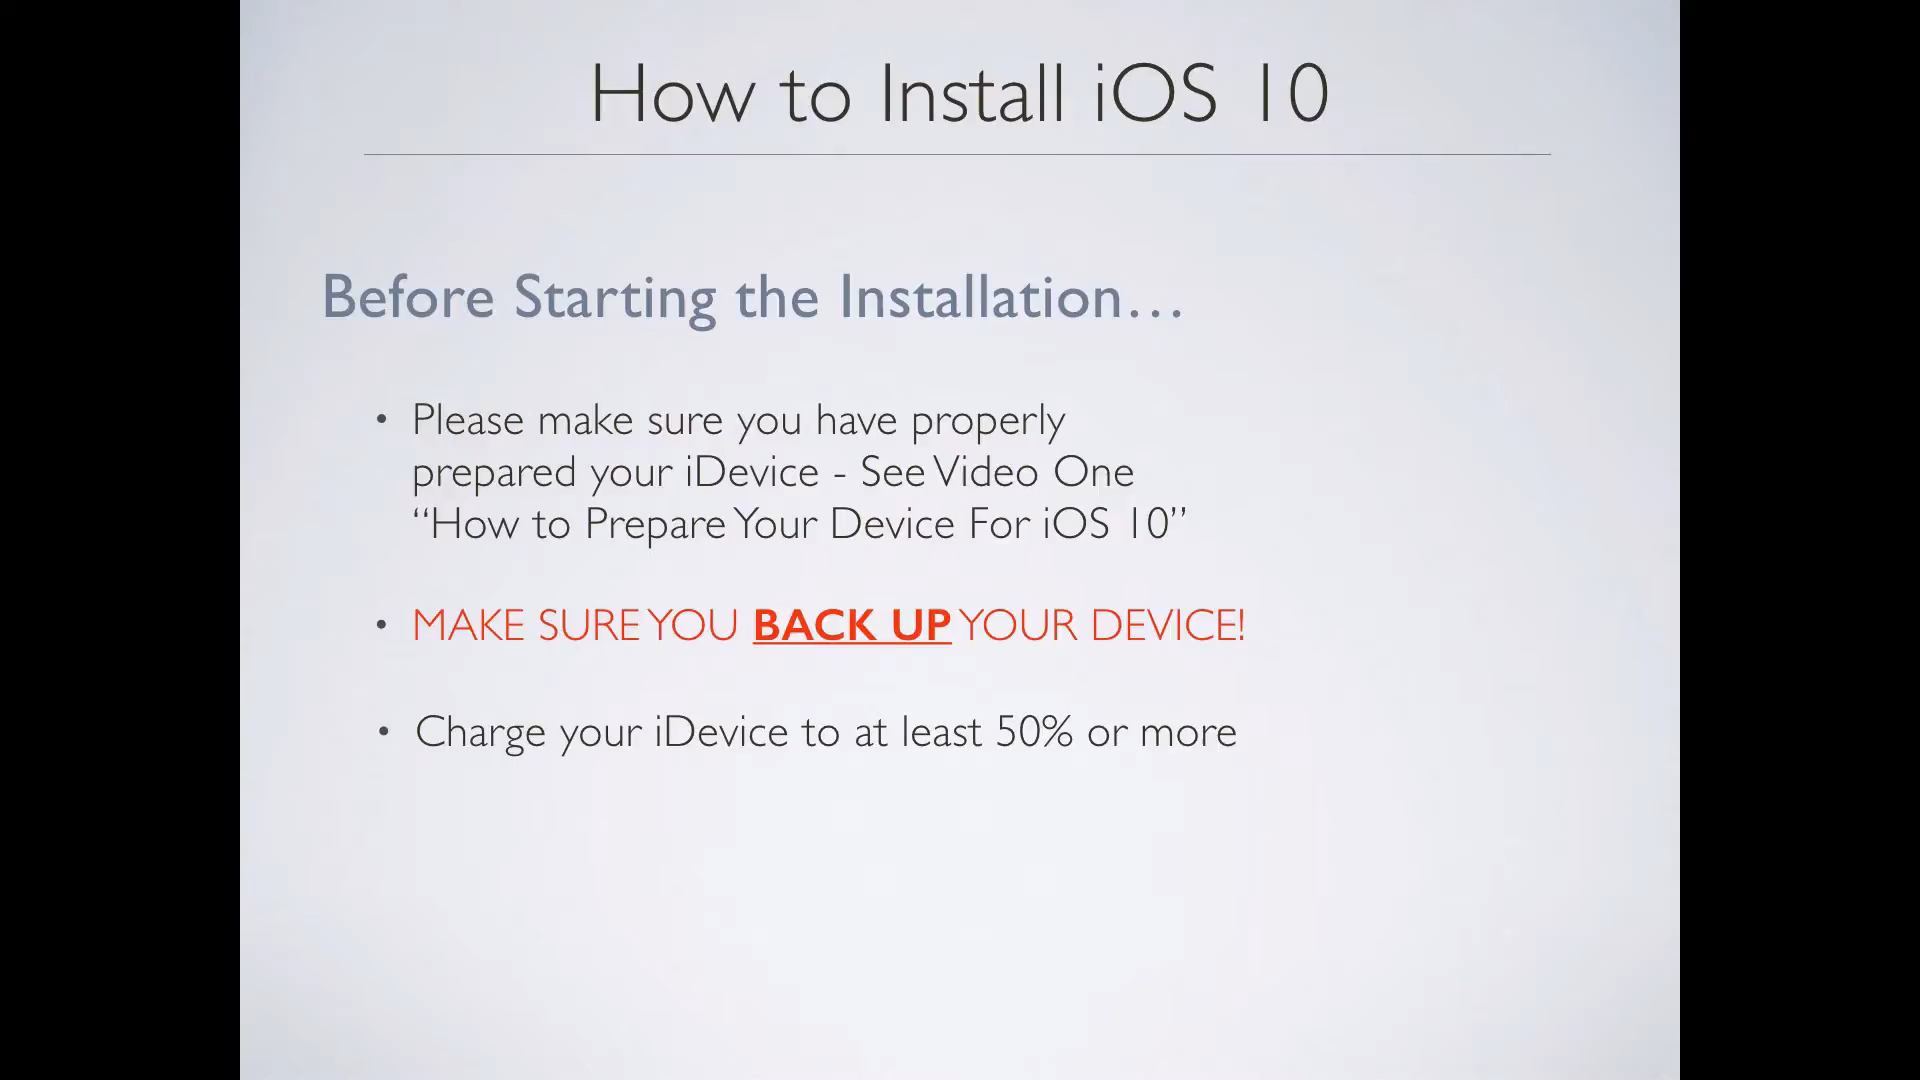 How to Install iOS 10
Before Starting the Installation…
• Please make sure you have properly
prepared your iDevice - See Video One
“How to Prepare Your Device For iOS 10”
• MAKE SURE YOU BACK UP YOUR DEVICE!
• Charge your iDevice to at least 50% or more